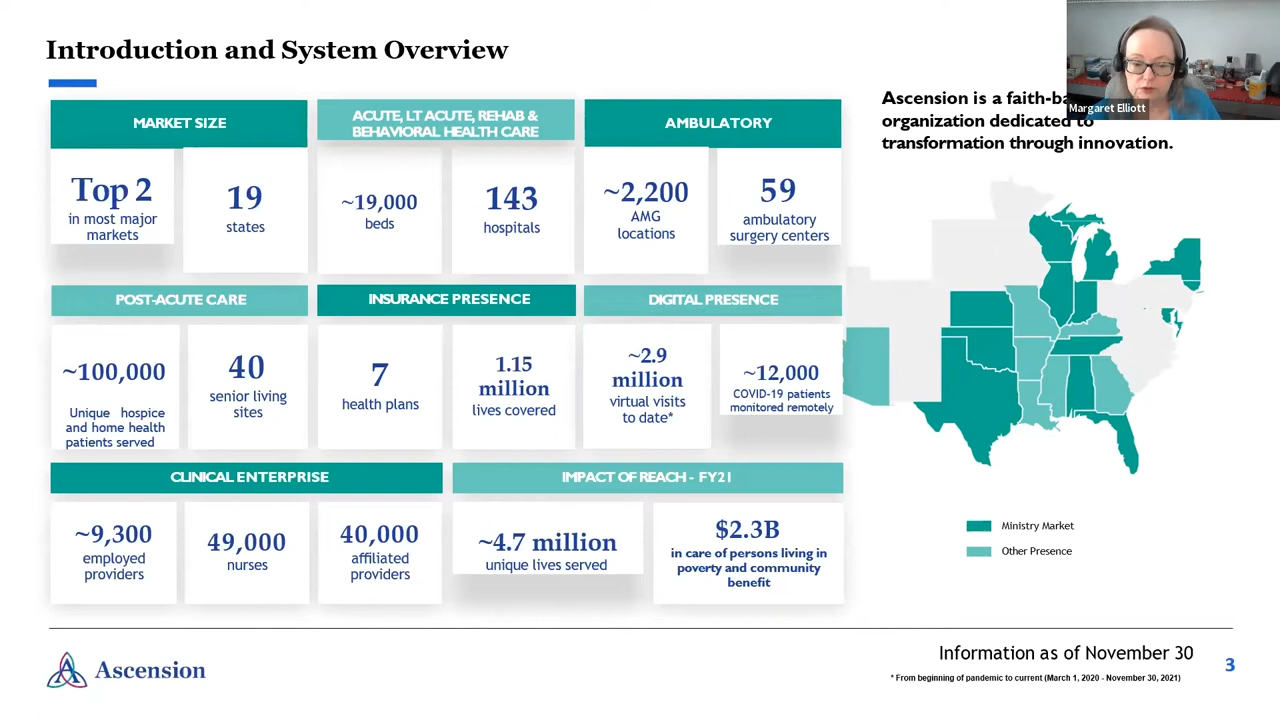 Introduction and System Overview
Margaret Elliott
Ascension is a faith-ba
organization dedicated to
transformation through innovation.
MARKET SIZE
Top 2
in most major
markets
19
states
ACUTE, LT ACUTE, REHAB &
BEHAVIORAL HEALTH CARE
~19,000
beds
143
hospitals
AMBULATORY
~2,200
AMG
locations
59
ambulatory
surgery centers
POST-ACUTE CARE
~100,000
Unique hospice
and home health
patients served
40
senior living
sites
INSURANCE PRESENCE
7
health plans
1.15
million
lives covered
DIGITAL PRESENCE
~2.9
million
virtual visits
to date*
~12,000
COVID-19 patients
monitored remotely
CLINICAL ENTERPRISE
~9,300
employed
providers
49,000
nurses
40,000
affiliated
providers
IMPACT OF REACH - FY21
~4.7 million
unique lives served
$2.3B
in care of persons living in
poverty and community
benefit
Ministry Market
Other Presence
Ascension
Information as of November 30
* From beginning of pandemic to current (March 1, 2020 - November 30, 2021)
3